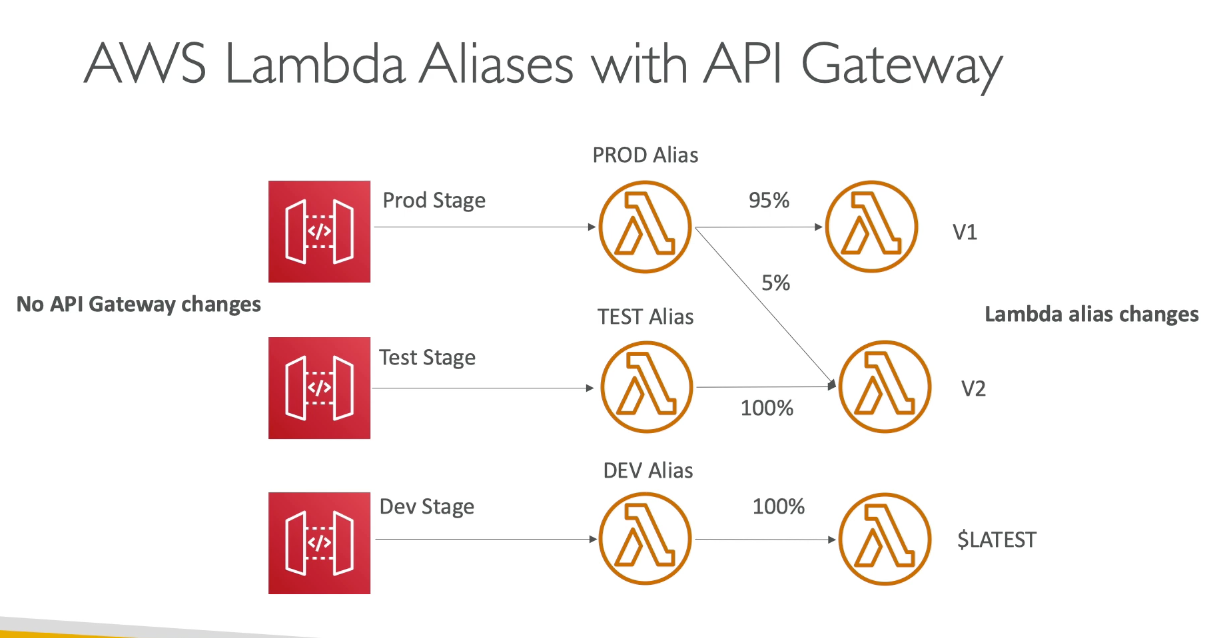 AWS Lambda Aliases with API Gateway
PROD Alias
Prod Stage
95%
V1
5%
No API Gateway changes
Lambda alias changes
TEST Alias
Test Stage
100%
V2
DEV Alias
Dev Stage
100%
$LATEST